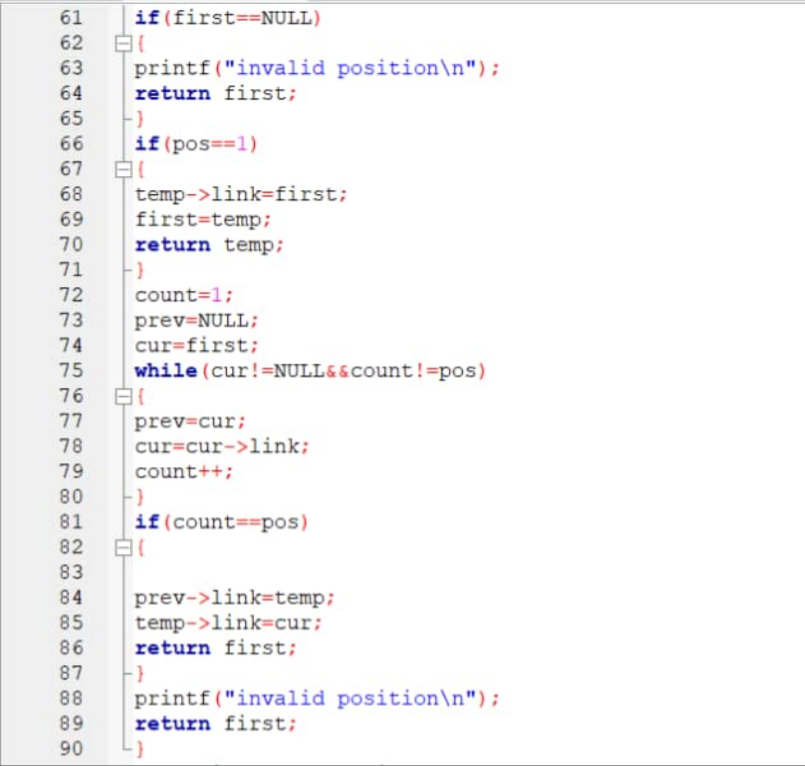 61 if(first==NULL)
62 {
63 printf("invalid position\n");
64 return first;
65 }
66 if(pos==1)
67 {
68 temp->link=first;
69 first=temp;
70 return temp;
71 }
72 count=1;
73 prev=NULL;
74 cur=first;
75 while(cur!=NULL&&count!=pos)
76 {
77 prev=cur;
78 cur=cur->link;
79 count++;
80 }
81 if(count==pos)
82 {
83
84 prev->link=temp;
85 temp->link=cur;
86 return first;
87 }
88 printf("invalid position\n");
89 return first;
90 }